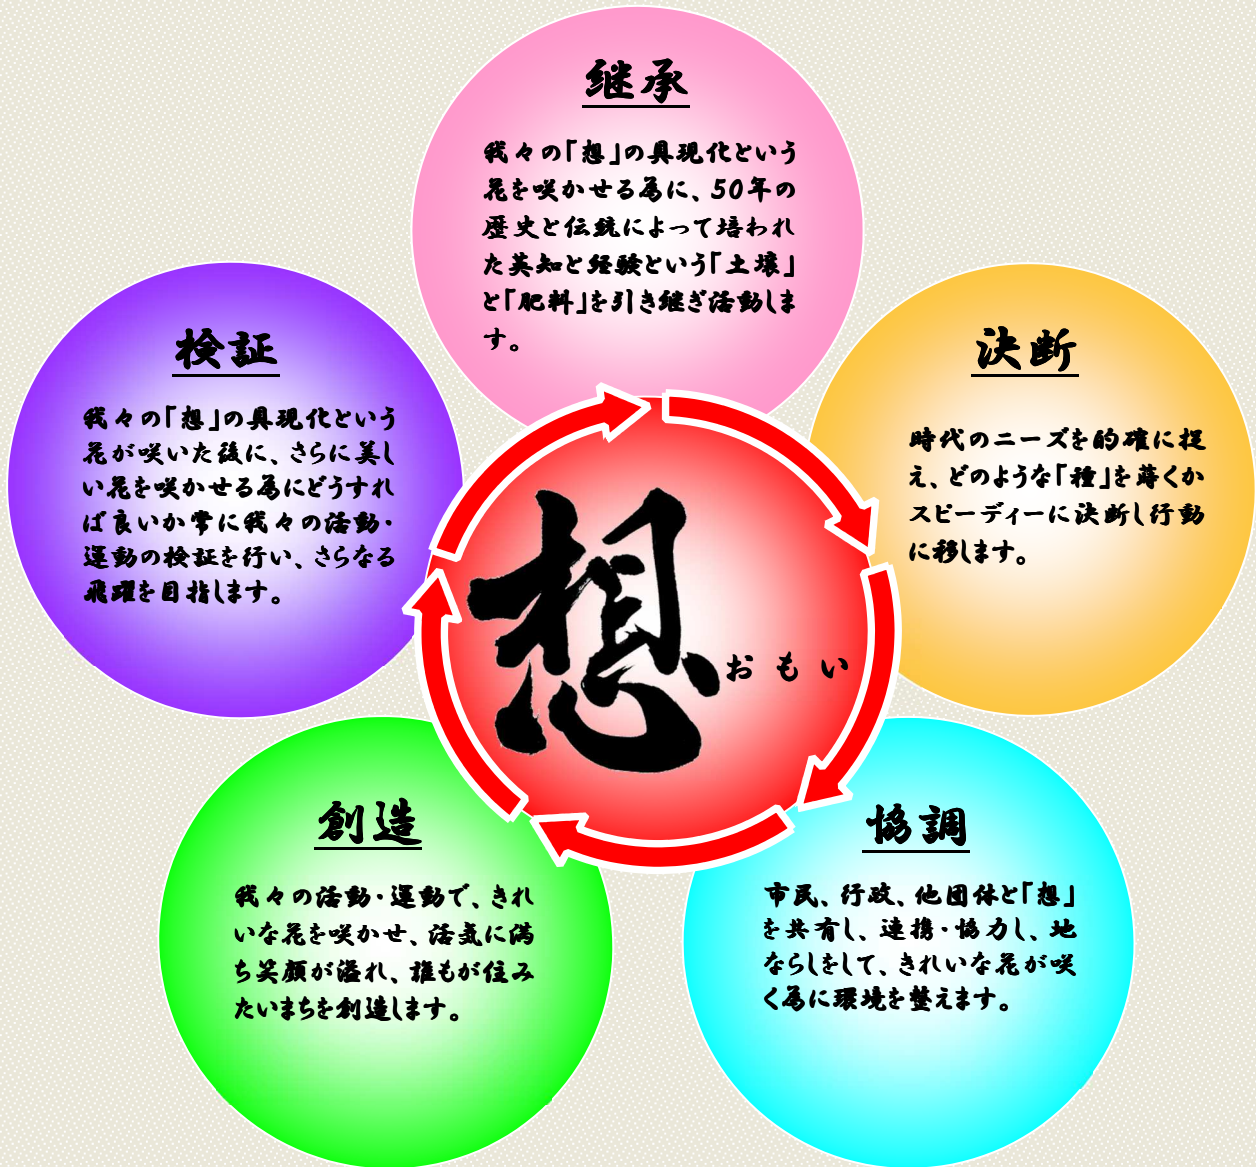 継承
我々の「想」の具現化という
花を咲かせる為に、50年の
歴史と伝統によって培われ
た英知と経験という「土壌」
と「肥料」を引き継ぎ活動しま
す。
決断
時代のニーズを的確に捉
え、どのような「種」を蒔くか
スピーディーに決断し行動
に移します。
協調
市民、行政、他団体と「想」
を共有し、連携・協力し、地
ならしをして、きれいな花が咲
く為に環境を整えます。
創造
我々の活動・運動で、きれ
いな花を咲かせ、活気に満
ち笑顔が溢れ、誰もが住み
たいまちを創造します。
検証
我々の「想」の具現化という
花が咲いた後に、さらに美し
い花を咲かせる為にどうすれ
ば良いか常に我々の活動・
運動の検証を行い、さらなる
飛躍を目指します。
想
おもい